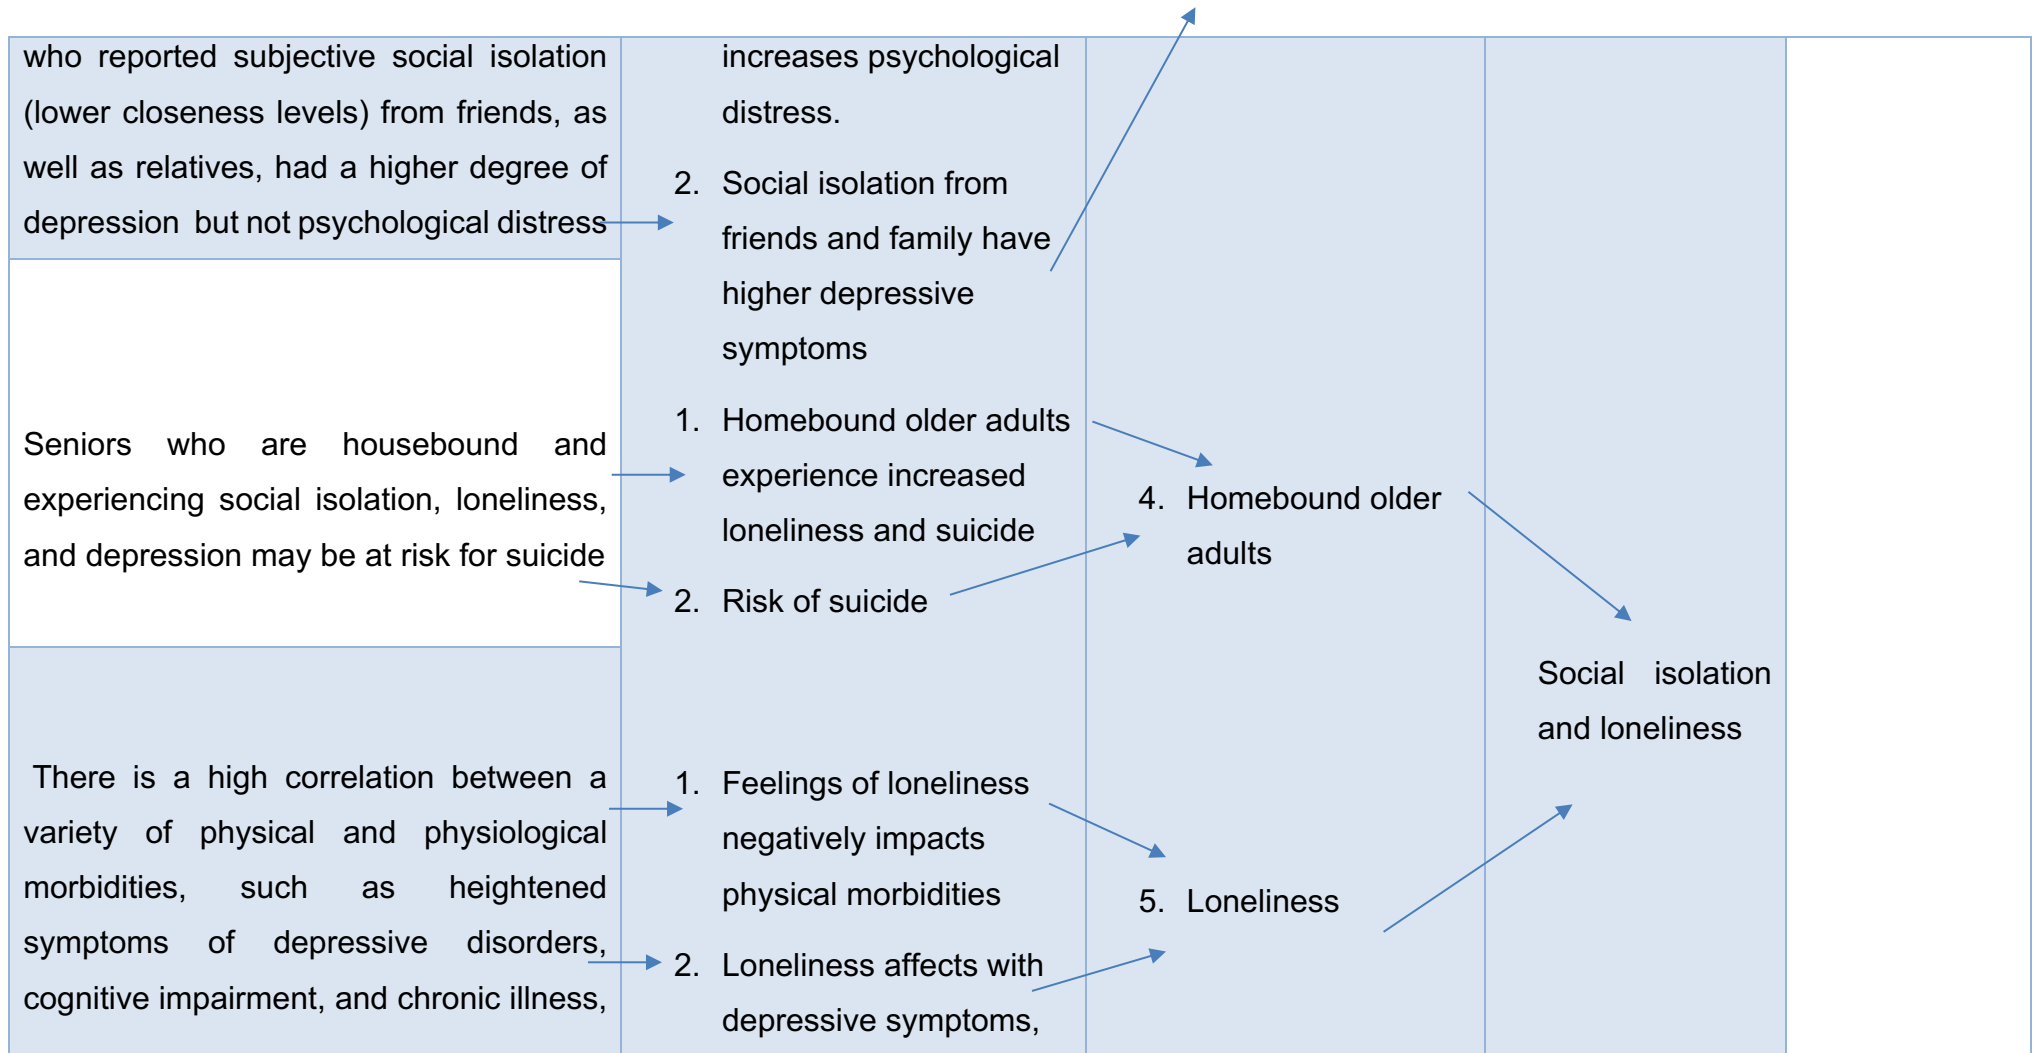 who reported subjective social isolation
(lower closeness levels) from friends, as
well as relatives, had a higher degree of
depression but not psychological distress
Seniors who are housebound and
experiencing social isolation, loneliness,
and depression may be at risk for suicide
There is a high correlation between a
variety of physical and physiological
morbidities, such as heightened
symptoms of depressive disorders,
cognitive impairment, and chronic illness,
increases psychological
distress.
2. Social isolation from
friends and family have
higher depressive
symptoms
1. Homebound older adults
experience increased
loneliness and suicide
2. Risk of suicide
1. Feelings of loneliness
negatively impacts
physical morbidities
2. Loneliness affects with
depressive symptoms,
4. Homebound older
adults
5. Loneliness
Social isolation
and loneliness